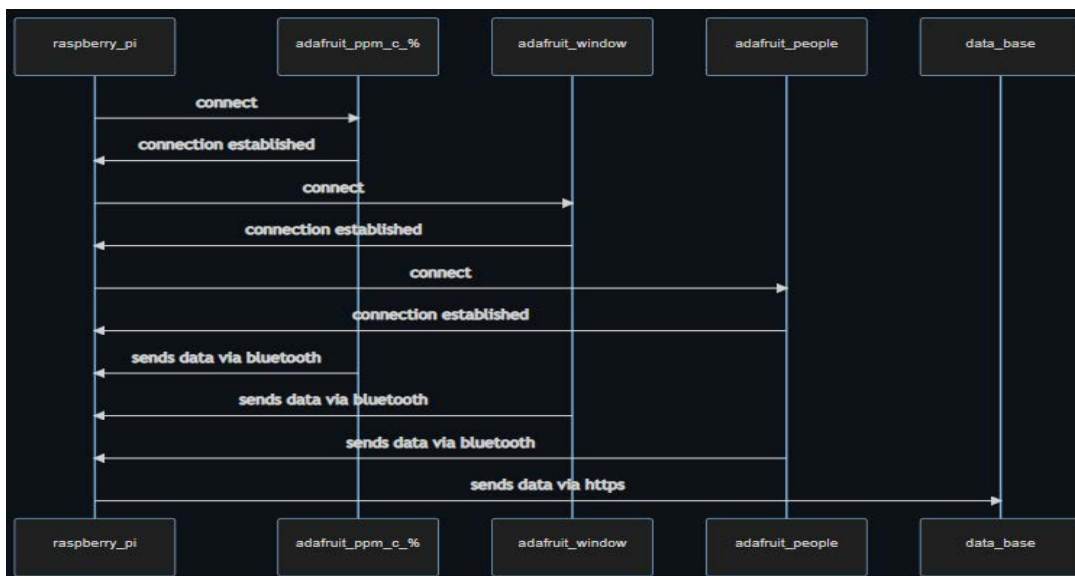 raspberry_pi adafruit_ppm_c_% adafruit_window adafruit_people data_base
connect
connection established
connect
connection established
connect
connection established
sends data via bluetooth
sends data via bluetooth
sends data via bluetooth
sends data via https
raspberry_pi adafruit_ppm_c_% adafruit_window adafruit_people data_base